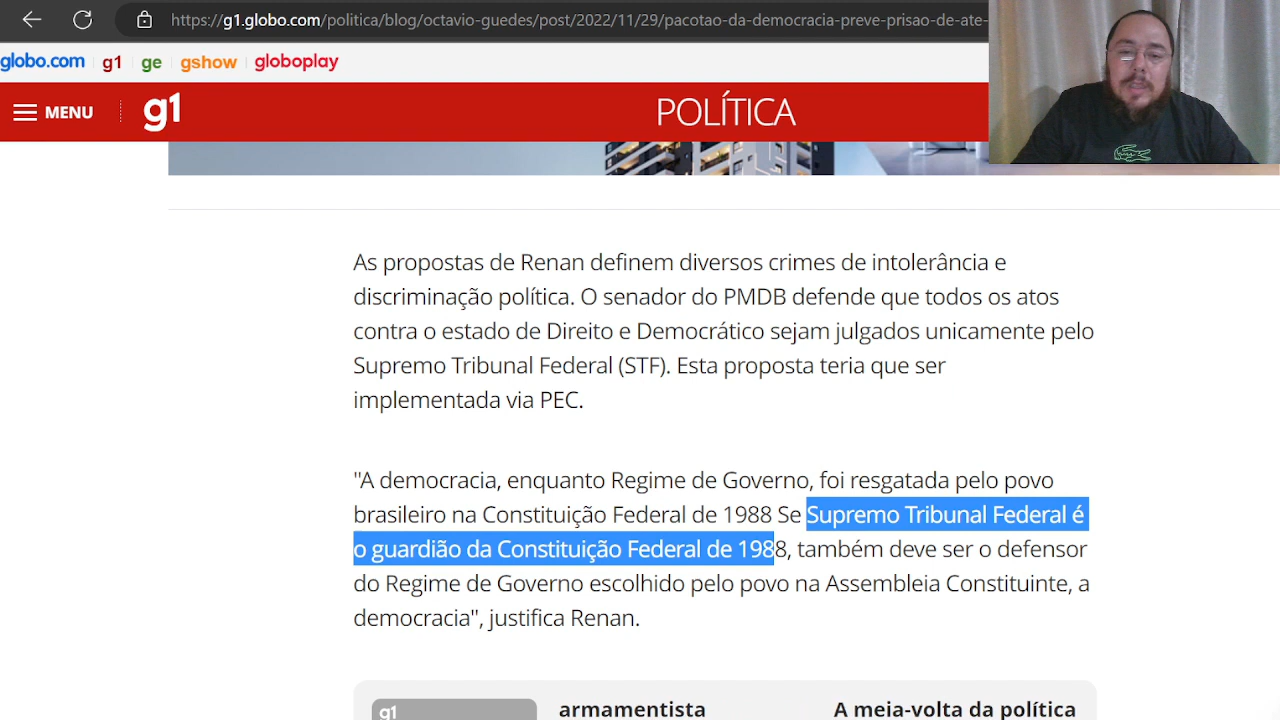 https://g1.globo.com/politica/blog/octavio-guedes/post/2022/11/29/pacotao-da-democracia-preve-prisao-de-ate-
globo.com g1 ge gshow globoplay
MENU g1 POLÍTICA
As propostas de Renan definem diversos crimes de intolerância e
discriminação política. O senador do PMDB defende que todos os atos
contra o estado de Direito e Democrático sejam julgados unicamente pelo
Supremo Tribunal Federal (STF). Esta proposta teria que ser
implementada via PEC.
"A democracia, enquanto Regime de Governo, foi resgatada pelo povo
brasileiro na Constituição Federal de 1988 Se Supremo Tribunal Federal é
o guardião da Constituição Federal de 1988, também deve ser o defensor
do Regime de Governo escolhido pelo povo na Assembleia Constituinte, a
democracia", justifica Renan.
g1 armamentista A meia-volta da política